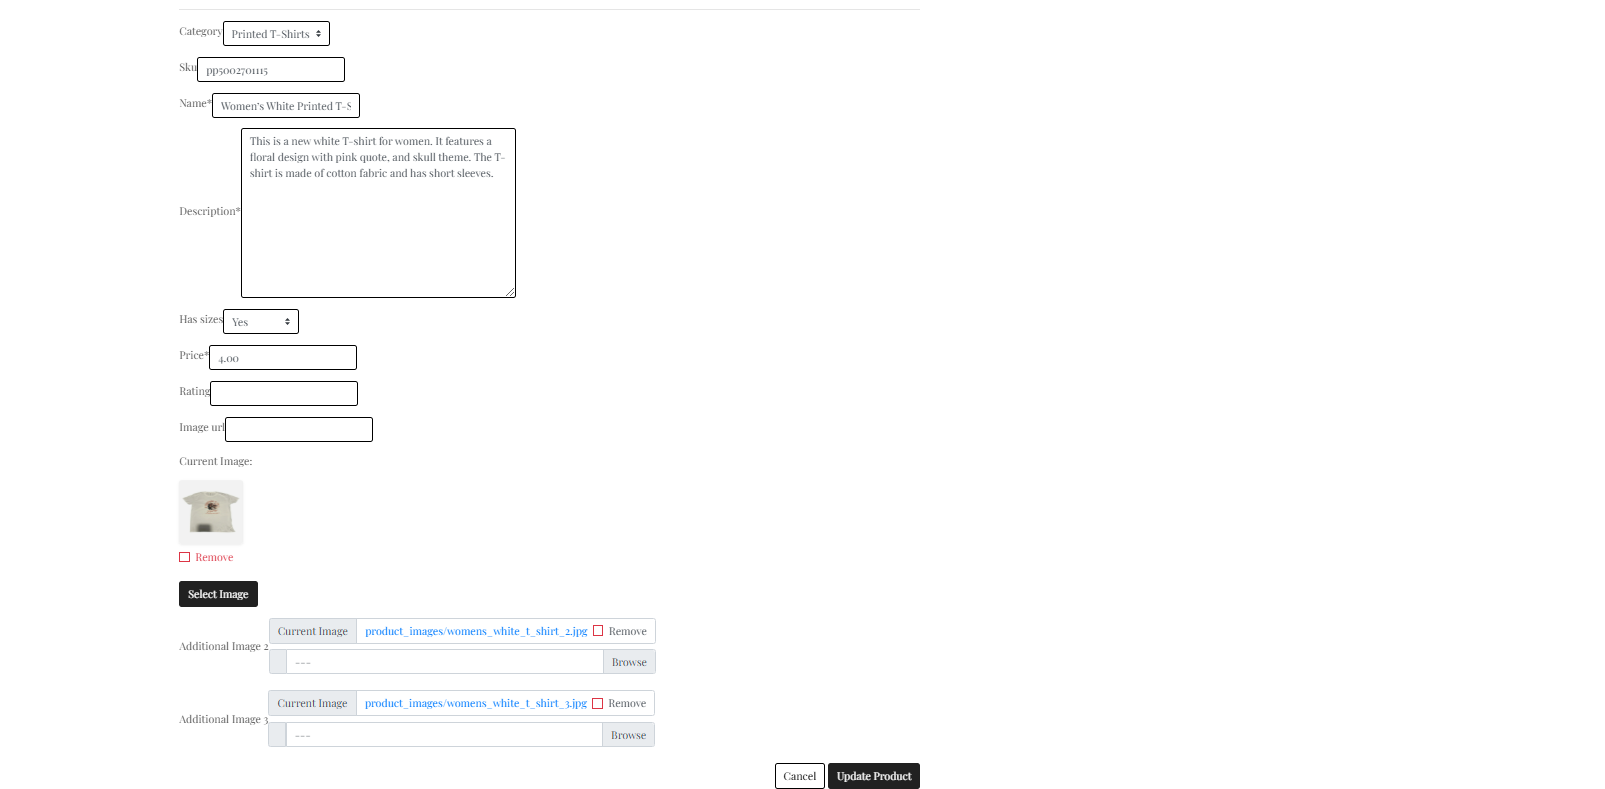 Category Printed T-Shirts
Sku pp5002701115
Name* Women's White Printed T-S
Description*
This is a new white T-shirt for women. It features a
floral design with pink quote, and skull theme. The T-
shirt is made of cotton fabric and has short sleeves.
Has sizes Yes
Price* 4.00
Rating
Image url
Current Image:
Remove
Select Image
Additional Image 2
Current Image product_images/womens_white_t_shirt_2.jpg Remove
--- Browse
Additional Image 3
Current Image product_images/womens_white_t_shirt_3.jpg Remove
--- Browse
Cancel Update Product